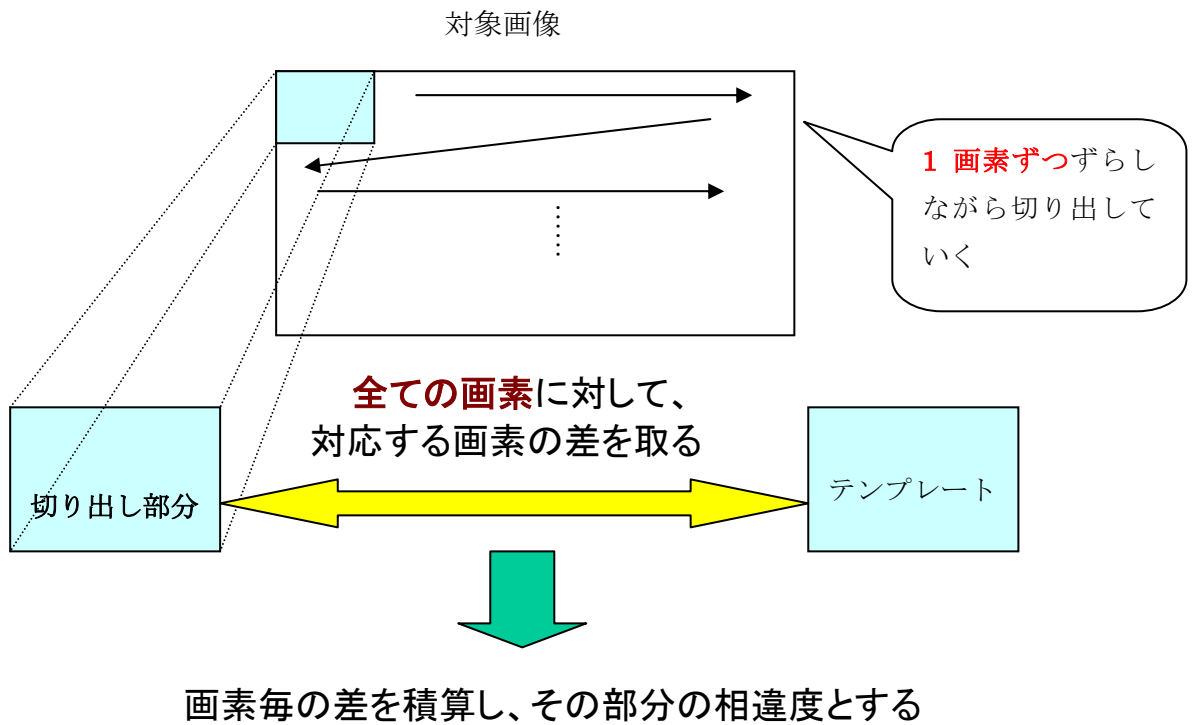 対象画像
1 画素ずつずらし
ながら切り出して
いく
全ての画素に対して、
対応する画素の差を取る
切り出し部分
テンプレート
画素毎の差を積算し、その部分の相違度とする